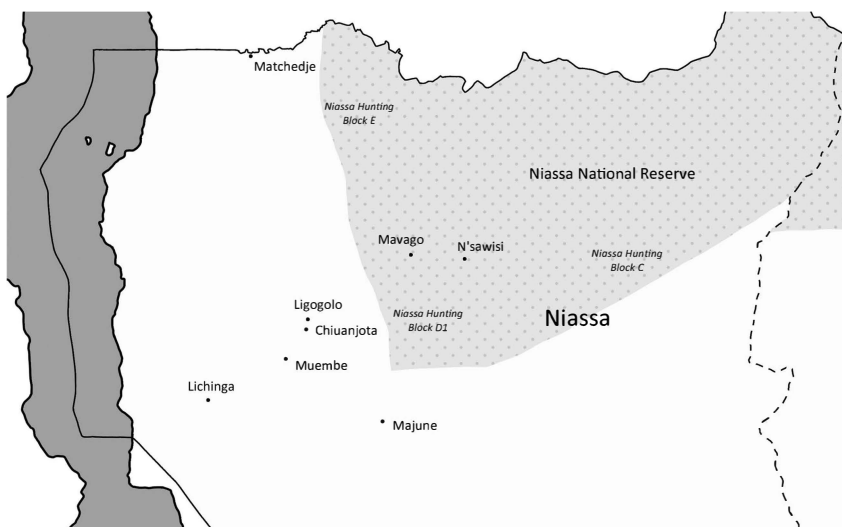 Matchedje
Niassa Hunting
Block E
Niassa National Reserve
Mavago
N'sawisi
Niassa Hunting
Block C
Ligogolo
Niassa Hunting
Block D1
Niassa
Chiuanjota
Muembe
Lichinga
Majune